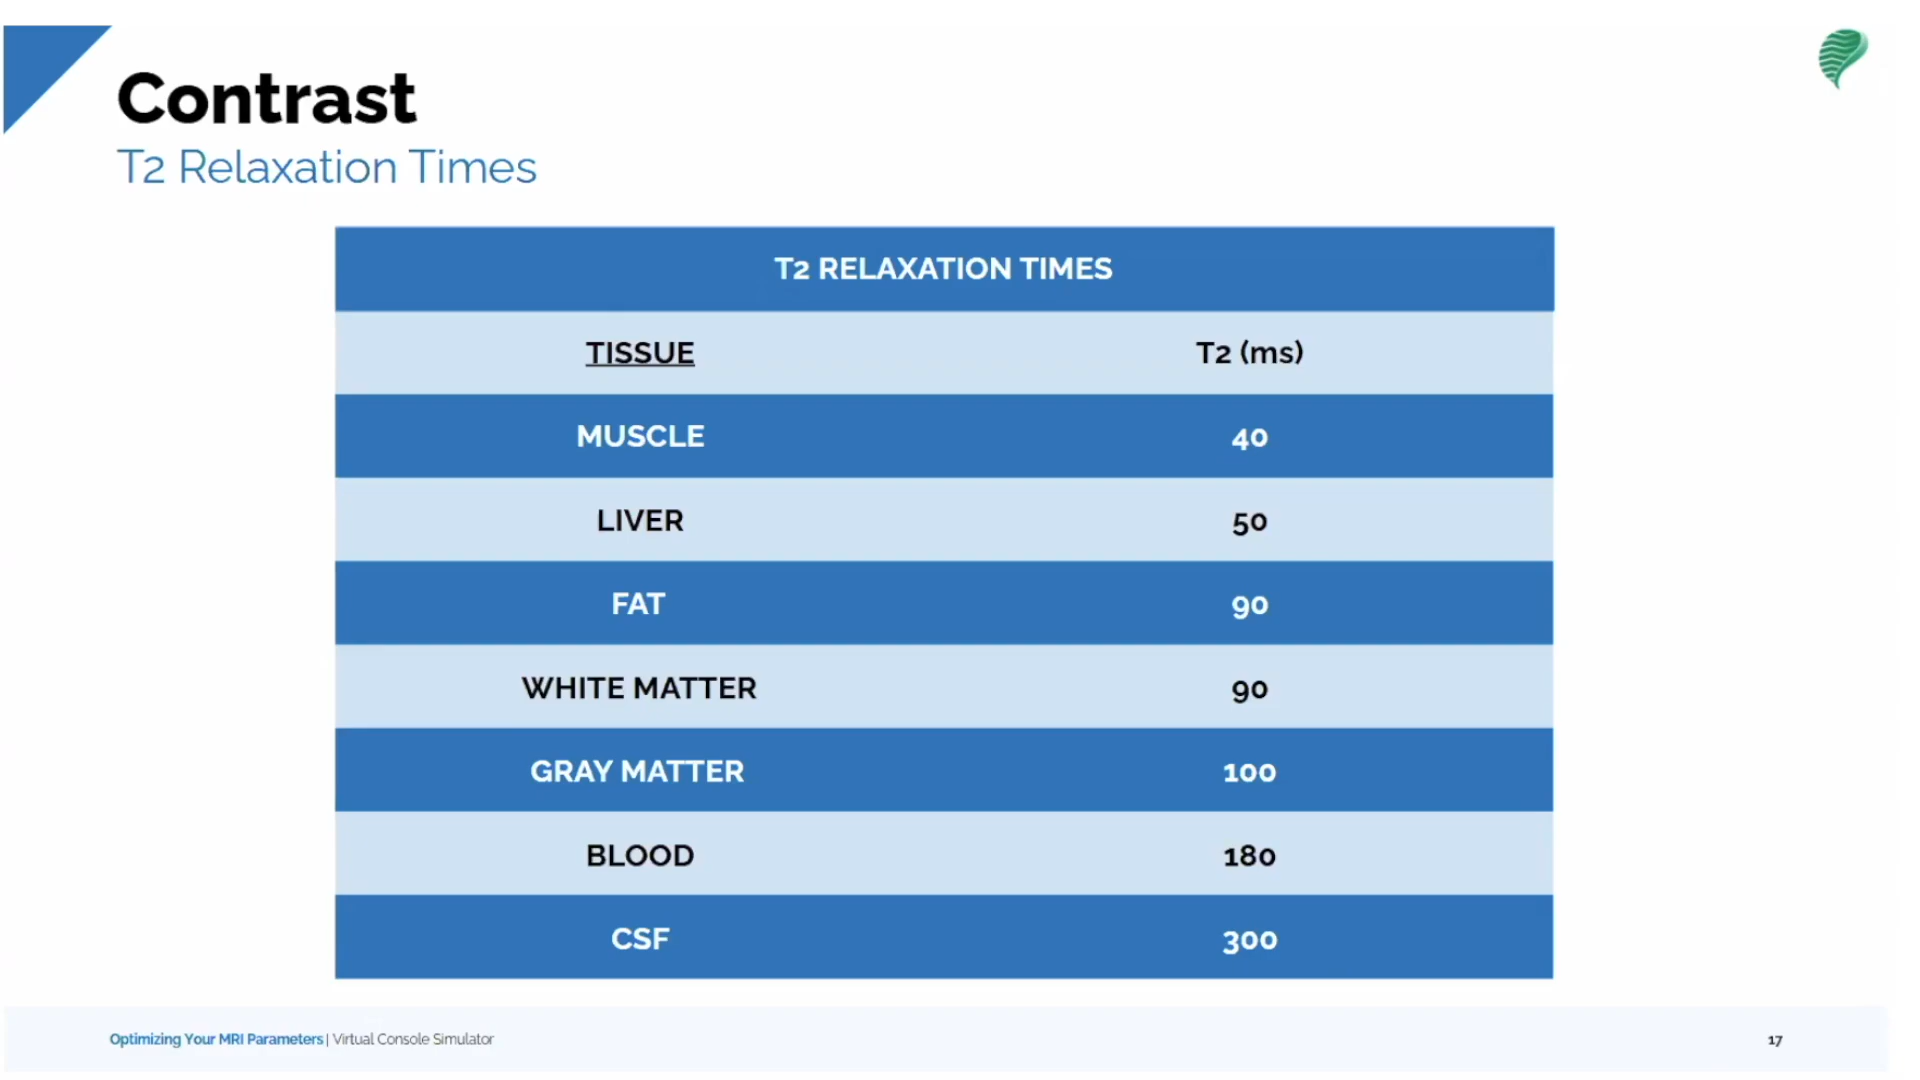 Contrast
T2 Relaxation Times
T2 RELAXATION TIMES
TISSUE T2 (ms)
MUSCLE 40
LIVER 50
FAT 90
WHITE MATTER 90
GRAY MATTER 100
BLOOD 180
CSF 300
Optimizing Your MRI Parameters | Virtual Console Simulator 17